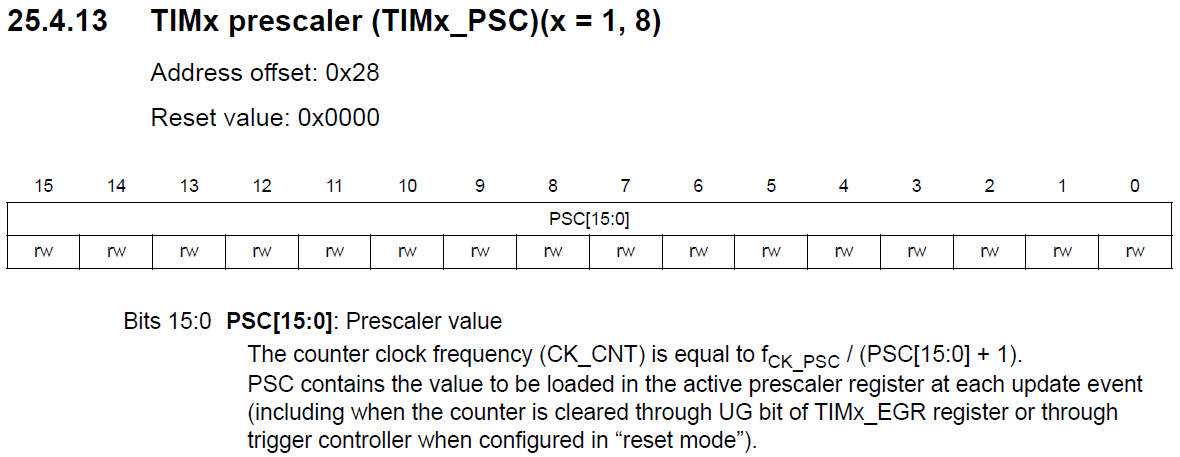 25.4.13 TIMx prescaler (TIMx_PSC)(x = 1, 8)
Address offset: 0x28
Reset value: 0x0000
15 14 13 12 11 10 9 8 7 6 5 4 3 2 1 0
PSC[15:0]
rw rw rw rw rw rw rw rw rw rw rw rw rw rw rw rw
Bits 15:0 PSC[15:0]: Prescaler value
The counter clock frequency (CK_CNT) is equal to fCK_PSC / (PSC[15:0] + 1).
PSC contains the value to be loaded in the active prescaler register at each update event
(including when the counter is cleared through UG bit of TIMx_EGR register or through
trigger controller when configured in “reset mode”).